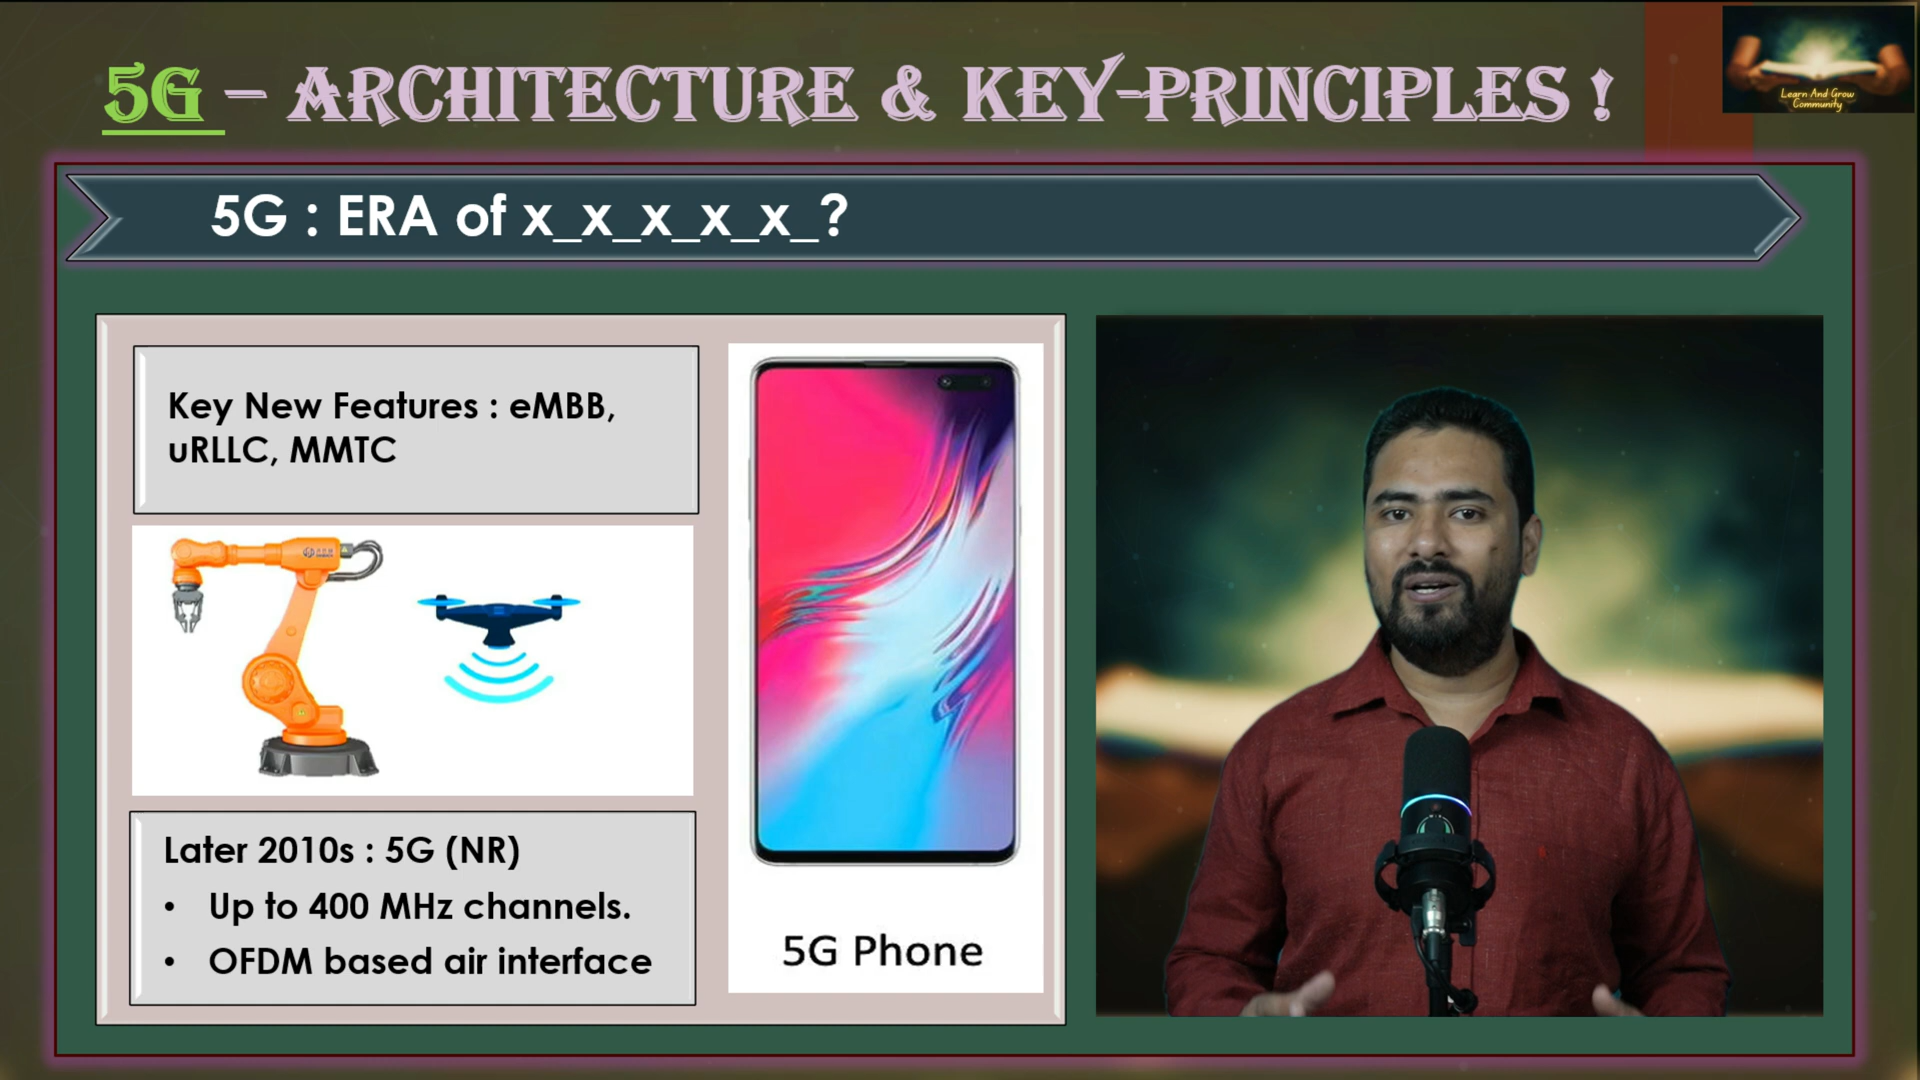 5G – ARCHITECTURE & KEY-PRINCIPLES !
Learn And Grow
Community
5G : ERA of x_x_x_x_x_?
Key New Features : eMBB,
uRLLC, MMTC
Later 2010s : 5G (NR)
• Up to 400 MHz channels.
• OFDM based air interface
5G Phone